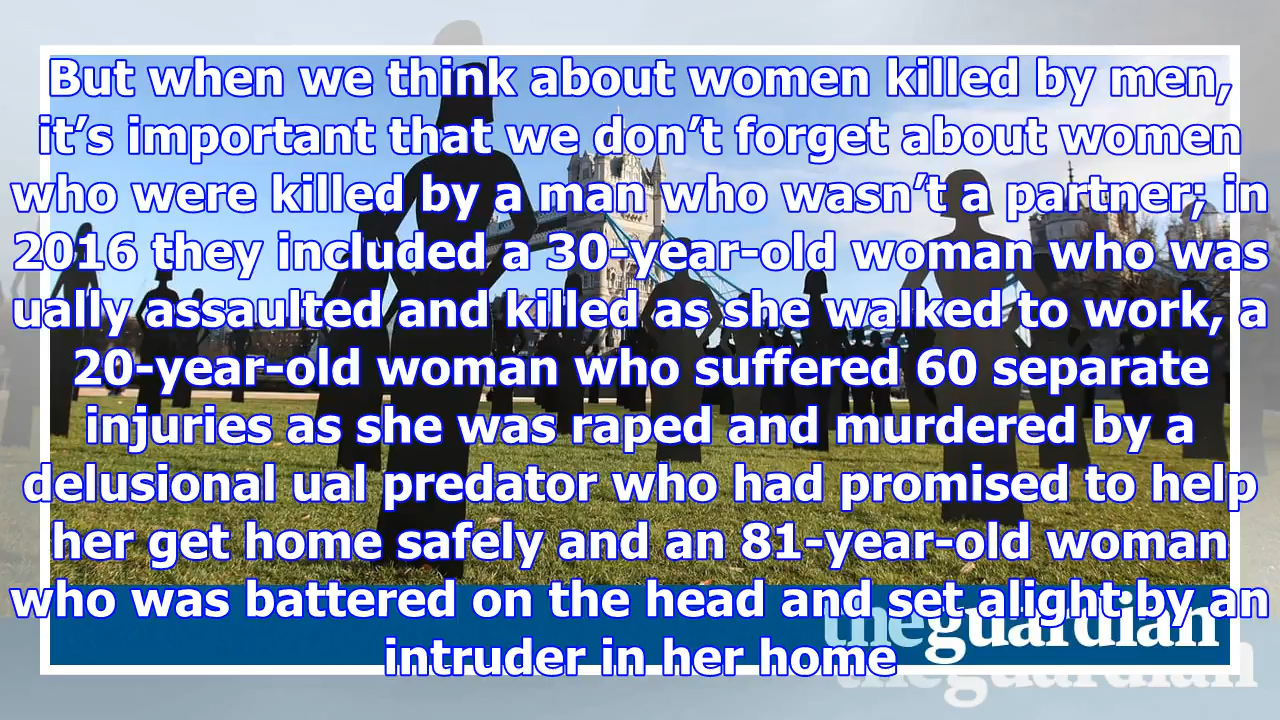 But when we think about women killed by men,
it’s important that we don’t forget about women
who were killed by a man who wasn’t a partner; in
2016 they included a 30-year-old woman who was
ually assaulted and killed as she walked to work, a
20-year-old woman who suffered 60 separate
injuries as she was raped and murdered by a
delusional ual predator who had promised to help
her get home safely and an 81-year-old woman
who was battered on the head and set alight by an
intruder in her home
theguardian
theguardian